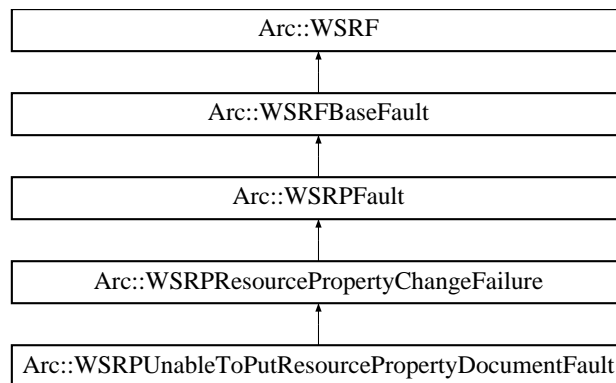 Arc::WSRF
Arc::WSRFBaseFault
Arc::WSRPFault
Arc::WSRPResourcePropertyChangeFailure
Arc::WSRPUnableToPutResourcePropertyDocumentFault